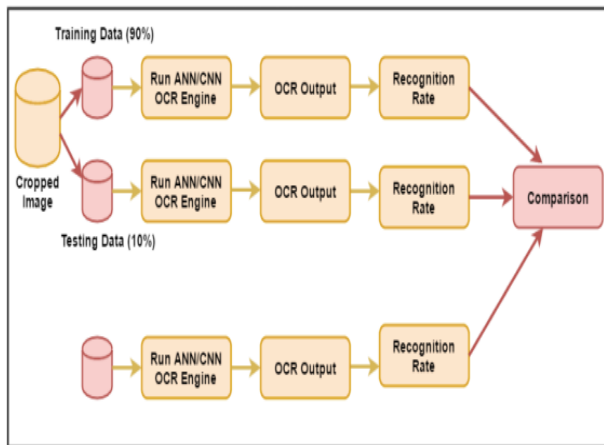 Training Data (90%)
Run ANN/CNN
OCR Engine
OCR Output
Recognition
Rate
Cropped
Image
Run ANN/CNN
OCR Engine
OCR Output
Recognition
Rate
Comparison
Testing Data (10%)
Run ANN/CNN
OCR Engine
OCR Output
Recognition
Rate